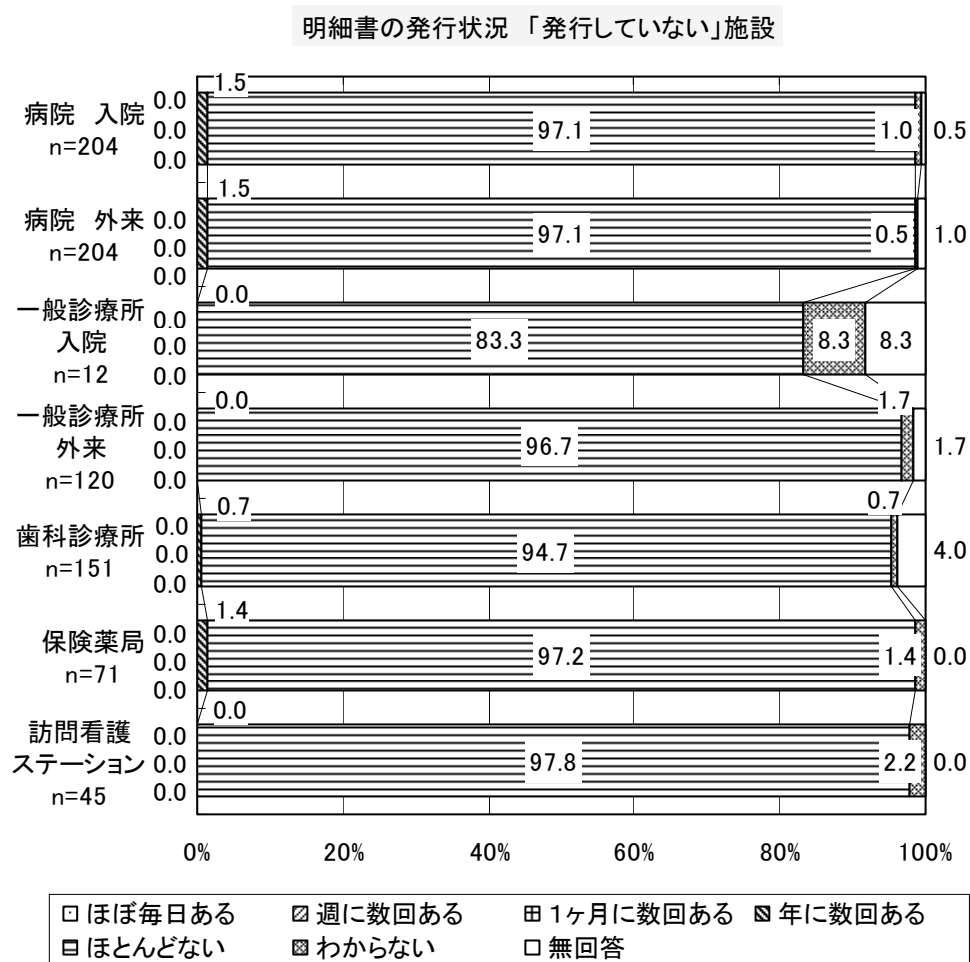 明細書の発行状況 「発行していない」施設
1.5
病院 入院
n=204
0.0
0.0
0.0
97.1
1.0
0.5
1.5
病院 外来
n=204
0.0
0.0
0.0
97.1
0.5
1.0
0.0
一般診療所
入院
n=12
0.0
0.0
0.0
83.3
8.3
8.3
0.0
1.7
一般診療所
外来
n=120
0.0
0.0
0.0
96.7
1.7
0.7
0.7
歯科診療所
n=151
0.0
0.0
0.0
94.7
4.0
1.4
保険薬局
n=71
0.0
0.0
0.0
97.2
1.4
0.0
0.0
訪問看護
ステーション
n=45
0.0
0.0
0.0
97.8
2.2
0.0
0% 20% 40% 60% 80% 100%
ほぼ毎日ある 週に数回ある 1ヶ月に数回ある 年に数回ある
ほとんどない わからない 無回答